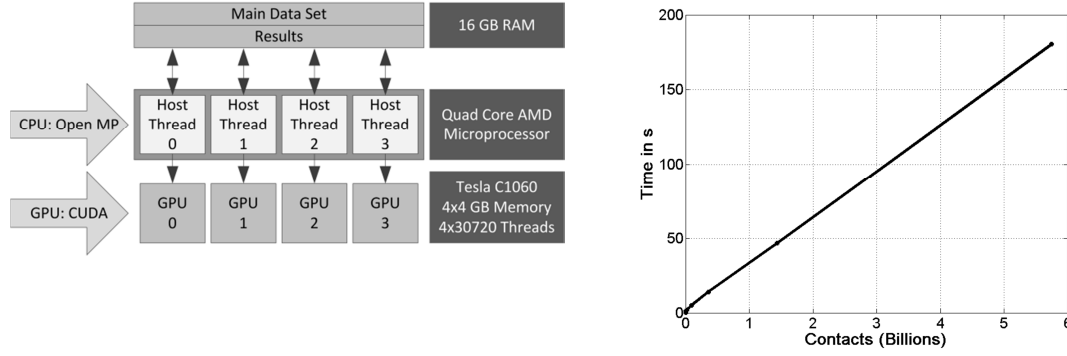 Main Data Set
Results
16 GB RAM
CPU: Open MP
Host
Thread
0
Host
Thread
1
Host
Thread
2
Host
Thread
3
Quad Core AMD
Microprocessor
GPU: CUDA
GPU
0
GPU
1
GPU
2
GPU
3
Tesla C1060
4x4 GB Memory
4x30720 Threads
200
150
100
50
0
Time in s
0 1 2 3 4 5 6
Contacts (Billions)